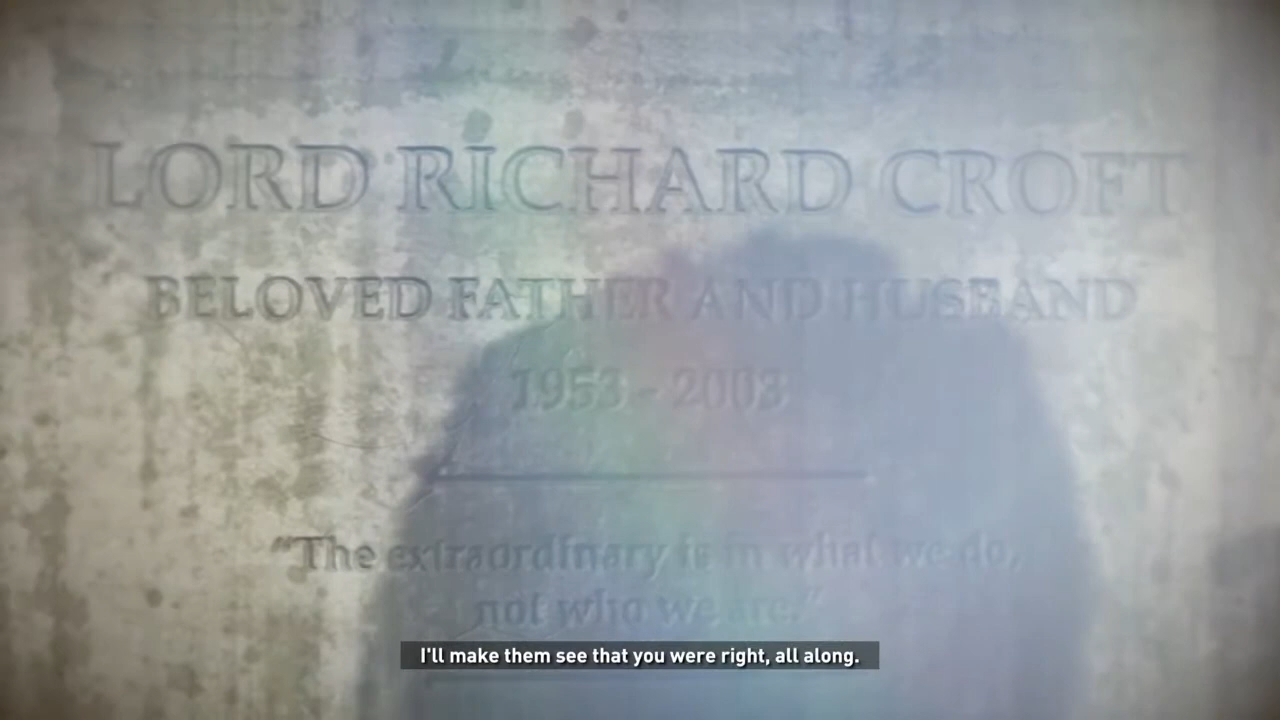 LORD RICHARD CROFT
BELOVED FATHER AND HUSBAND
1953 - 2003
"The extraordinary is in what we do,
not who we are."
I'll make them see that you were right, all along.